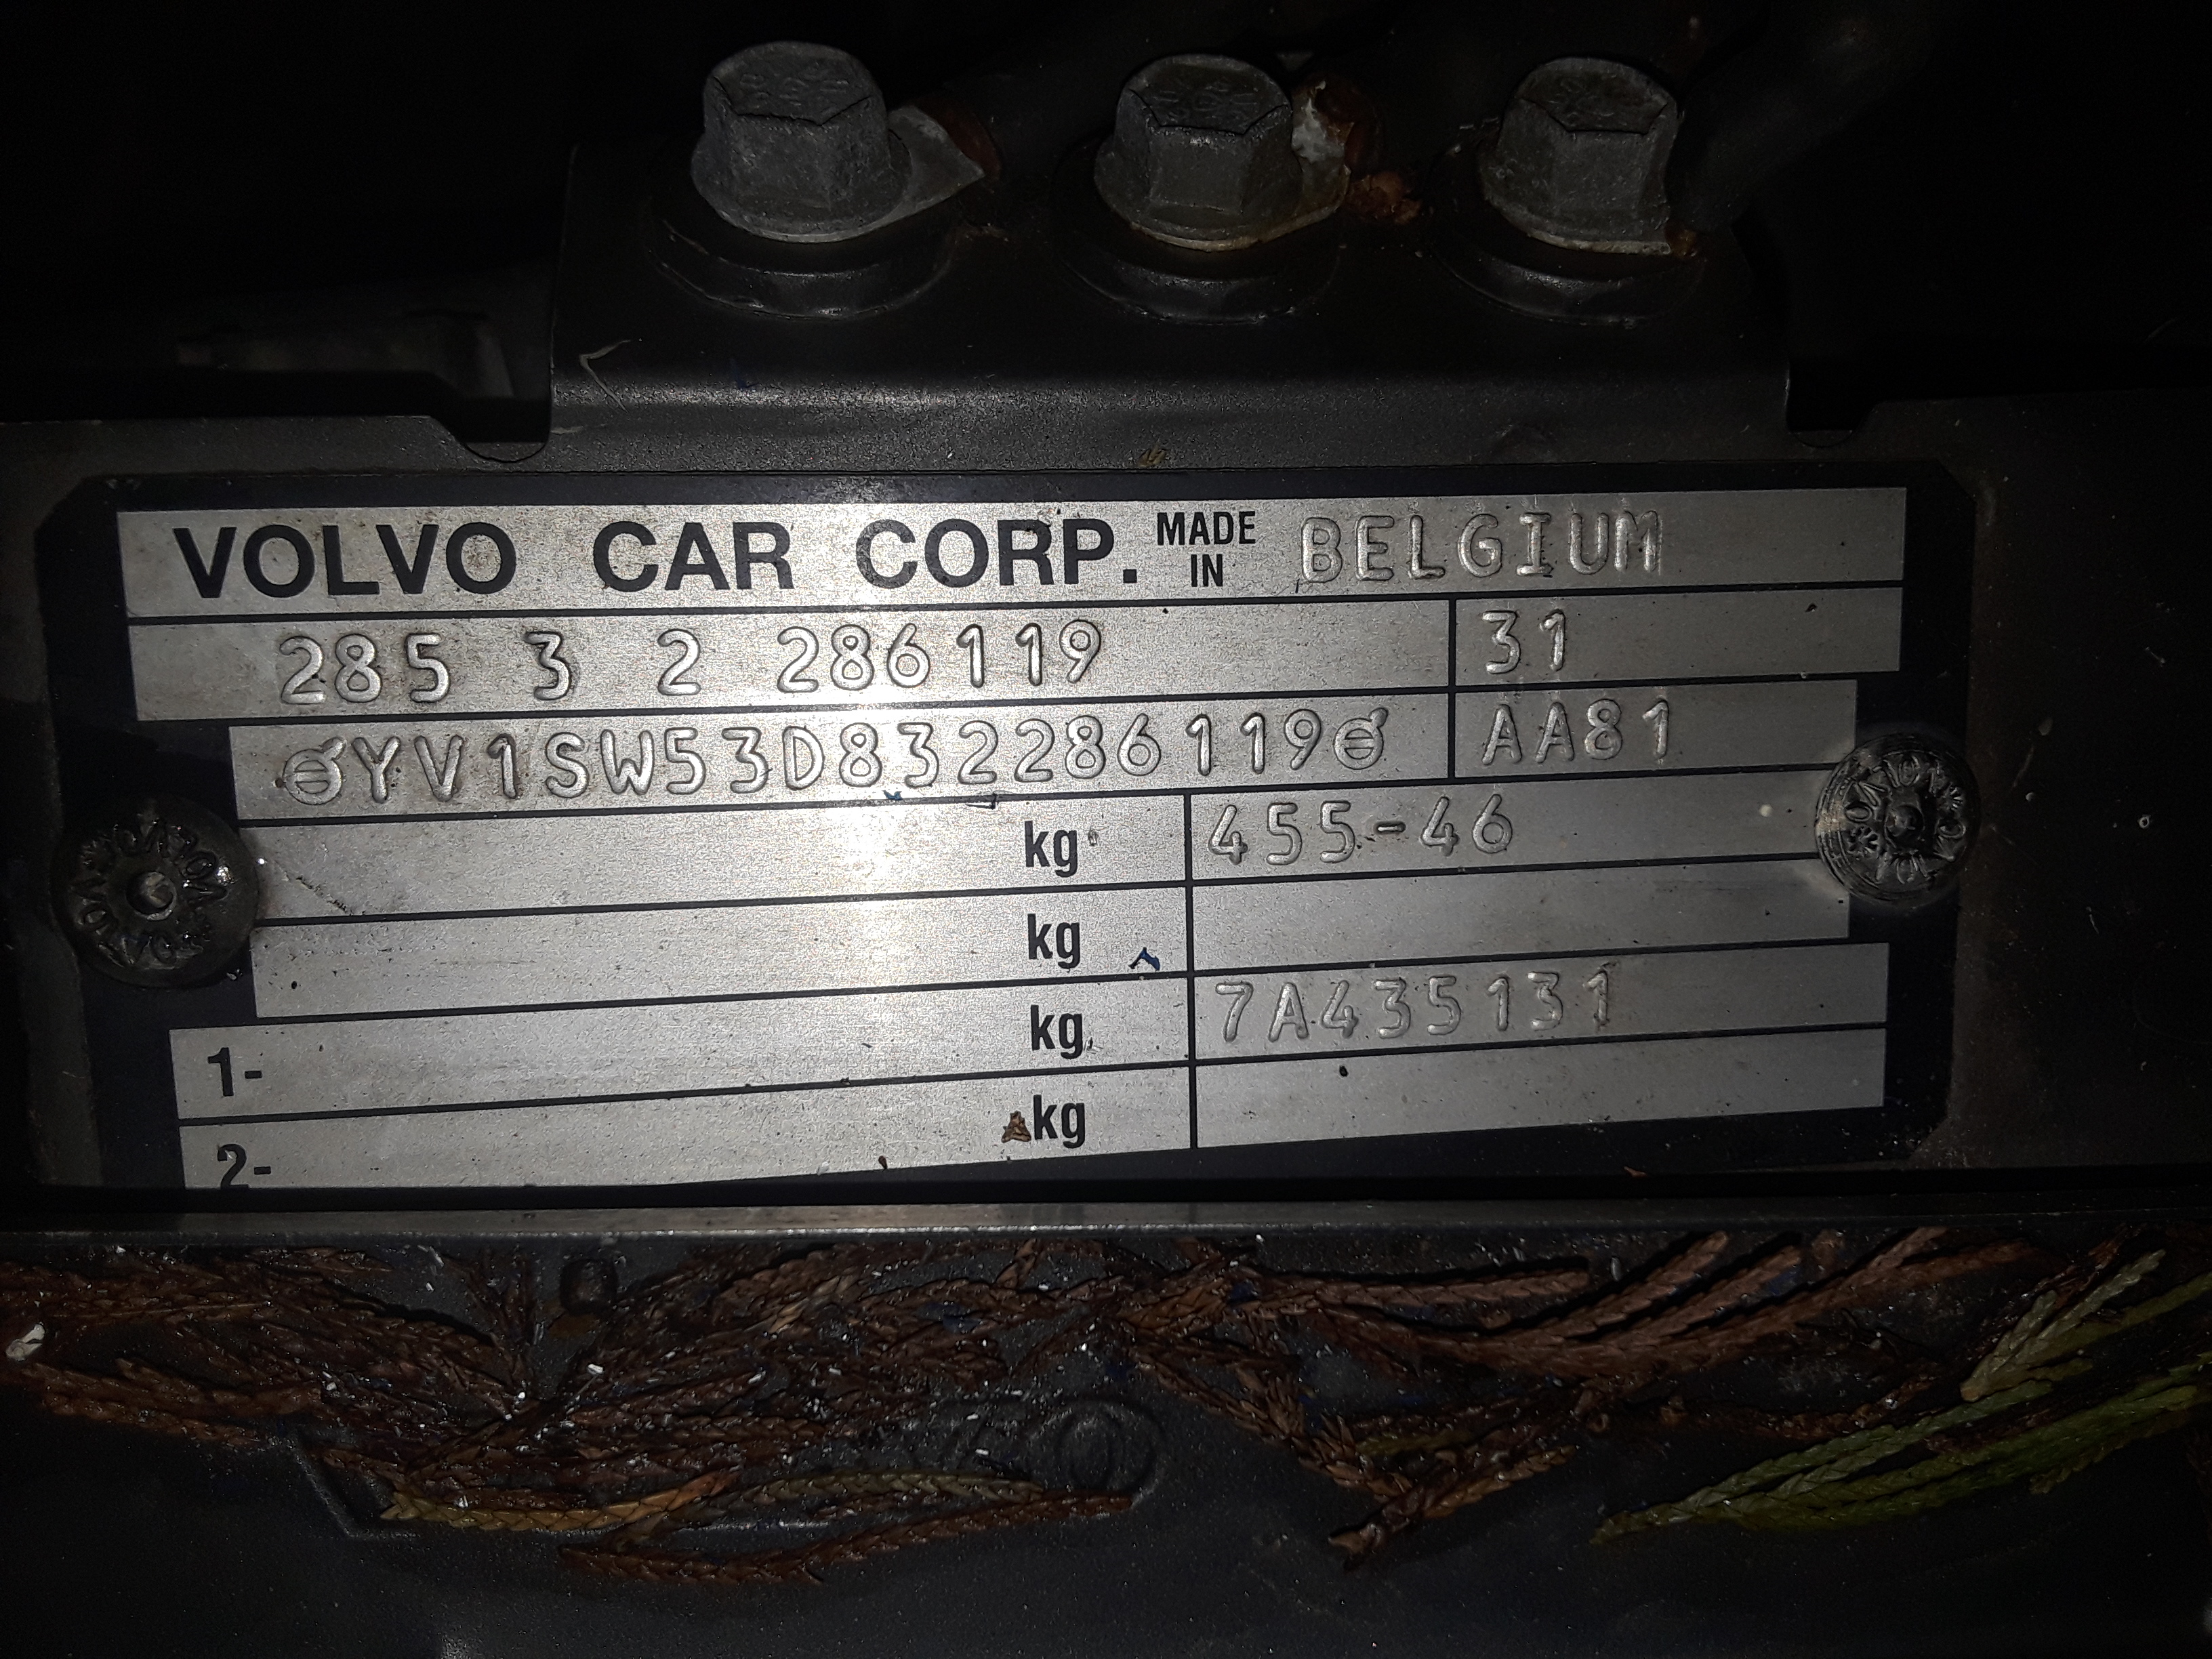 VOLVO CAR CORP. MADE IN BELGIUM
285 3 2 286119 31
YV1SW53D832286119 AA81
kg 455-46
kg
1- kg 7A435131
2- kg